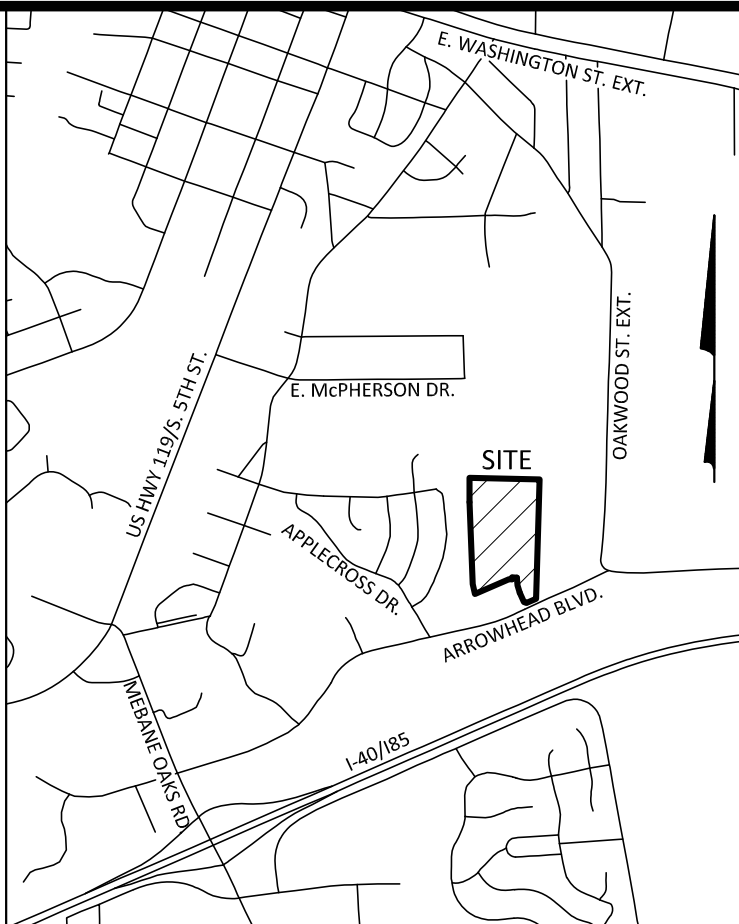 E. WASHINGTON ST. EXT.
OAKWOOD ST. EXT.
US HWY 119/S. 5TH ST.
E. McPHERSON DR.
SITE
APPLECROSS DR.
ARROWHEAD BLVD.
MEBANE OAKS RD
I-40/I85